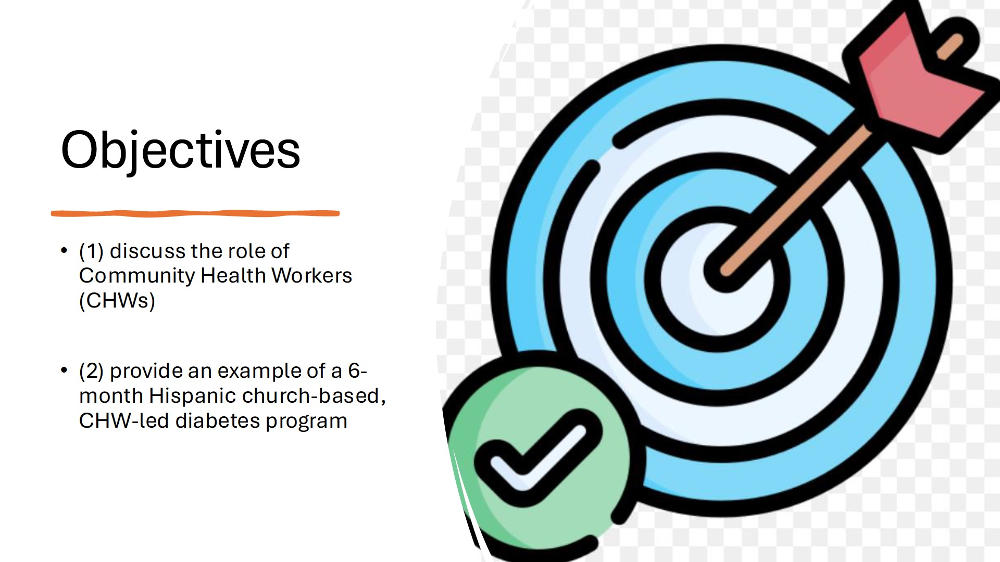 Objectives
• (1) discuss the role of
Community Health Workers
(CHWs)
• (2) provide an example of a 6-
month Hispanic church-based,
CHW-led diabetes program